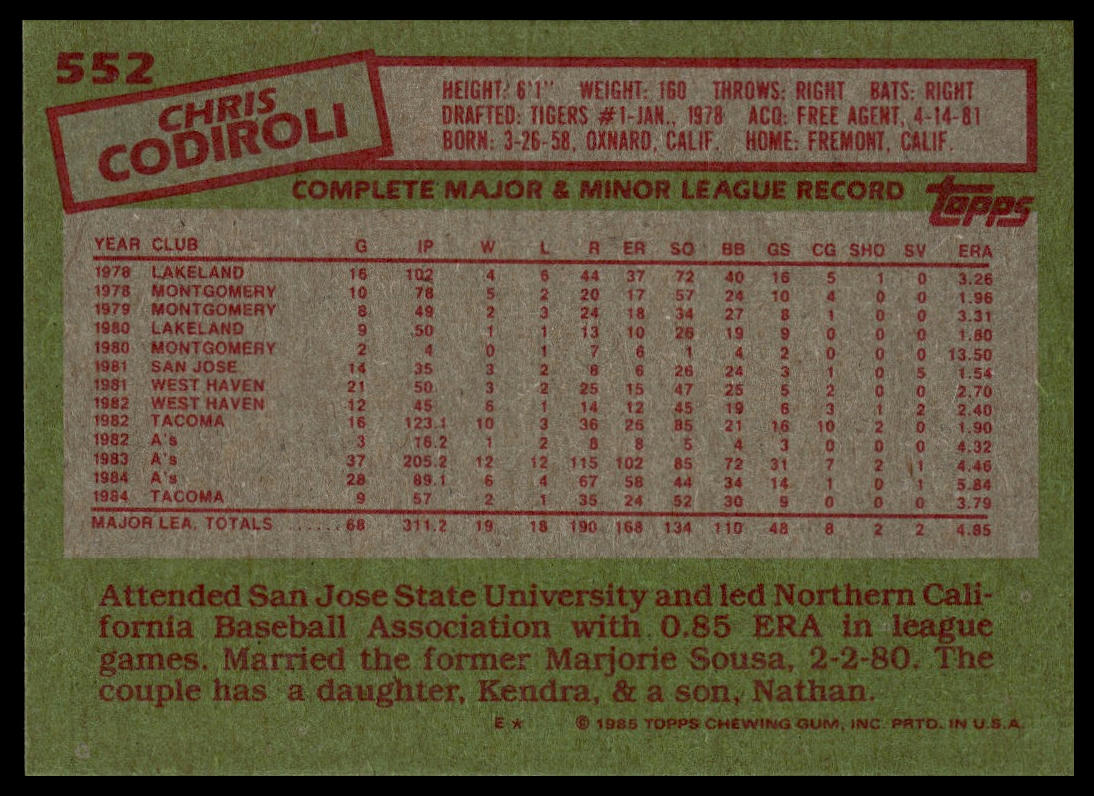 552
CHRIS
CODIROLI
HEIGHT: 6'1" WEIGHT: 160 THROWS: RIGHT BATS: RIGHT
DRAFTED: TIGERS #1-JAN., 1978 ACQ: FREE AGENT, 4-14-81
BORN: 3-26-58, OXNARD, CALIF. HOME: FREMONT, CALIF.
COMPLETE MAJOR & MINOR LEAGUE RECORD
Topps
YEAR CLUB G IP W L R ER SO BB GS CG SHO SV ERA
1978 LAKELAND 16 102 4 6 44 37 72 40 16 5 1 0 3.26
1978 MONTGOMERY 10 78 5 2 20 17 57 24 10 4 0 0 1.96
1979 MONTGOMERY 8 49 2 3 24 18 34 27 8 1 0 0 3.31
1980 LAKELAND 9 50 1 1 13 10 26 19 9 0 0 0 1.80
1980 MONTGOMERY 2 4 0 1 7 6 1 4 2 0 0 0 13.50
1981 SAN JOSE 14 35 3 2 8 6 26 24 3 1 0 5 1.54
1981 WEST HAVEN 21 50 3 2 25 15 47 25 5 2 0 0 2.70
1982 WEST HAVEN 12 45 6 1 14 12 45 19 6 3 1 2 2.40
1982 TACOMA 16 123.1 10 3 36 26 85 21 16 10 2 0 1.90
1982 A's 3 16.2 1 2 8 8 5 4 3 0 0 0 4.32
1983 A's 37 205.2 12 12 115 102 85 72 31 7 2 1 4.46
1984 A's 28 89.1 6 4 67 58 44 34 14 1 0 1 5.84
1984 TACOMA 9 57 2 1 35 24 52 30 9 0 0 0 3.79
MAJOR LEA. TOTALS ...... 68 311.2 19 18 190 168 134 110 48 8 2 2 4.85
Attended San Jose State University and led Northern Cali-
fornia Baseball Association with 0.85 ERA in league
games. Married the former Marjorie Sousa, 2-2-80. The
couple has a daughter, Kendra, & a son, Nathan.
E* © 1985 TOPPS CHEWING GUM, INC. PRTD. IN U.S.A.